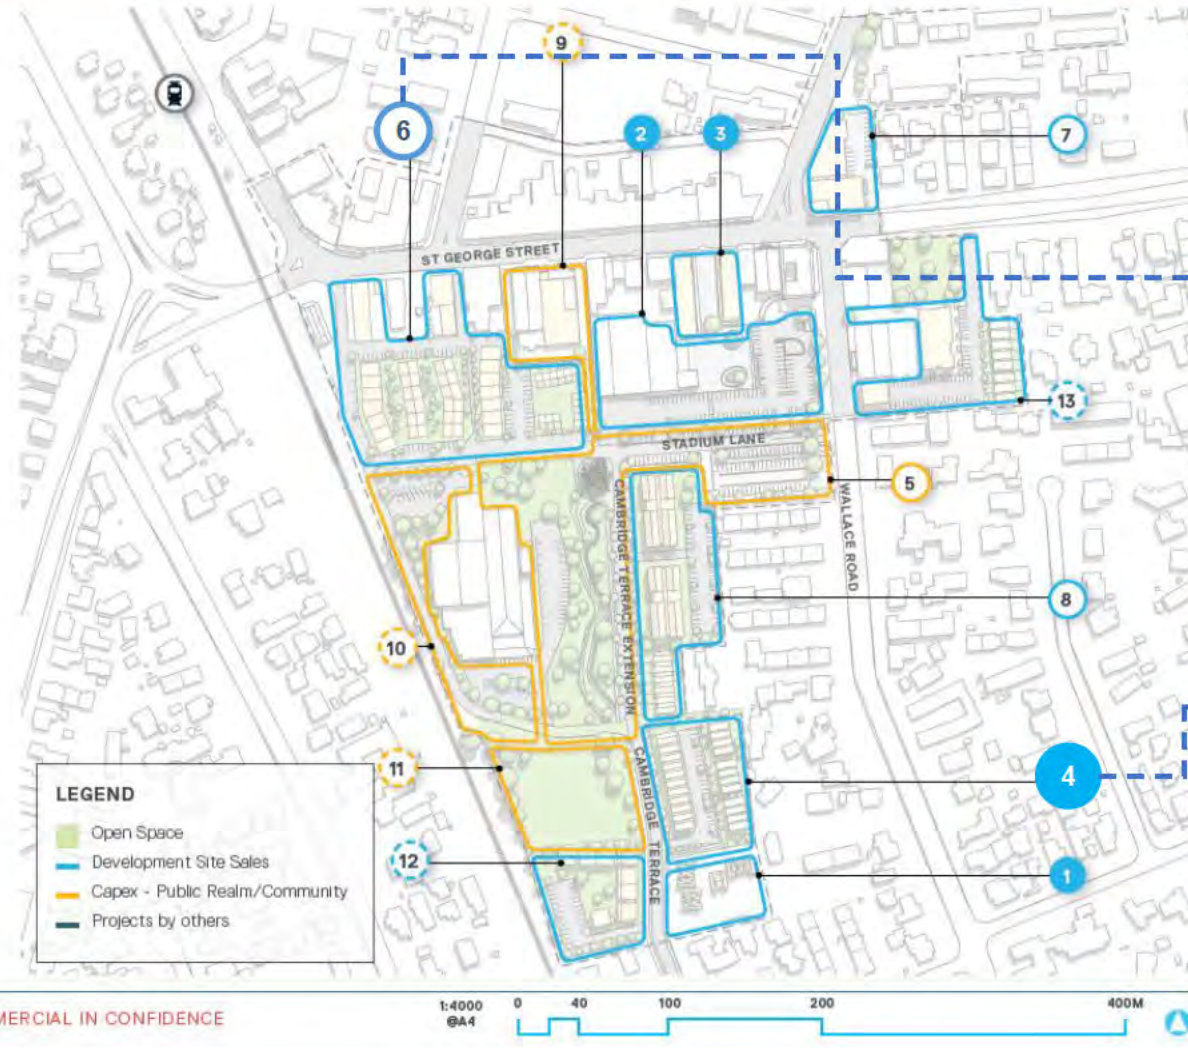 9
6
2
3
7
ST GEORGE STREET
13
STADIUM LANE
5
CAMBRIDGE TERRACE EXTENSION
WALLACE ROAD
8
10
11
4
CAMBRIDGE TERRACE
12
1
LEGEND
Open Space
Development Site Sales
Capex - Public Realm/Community
Projects by others
MERCIAL IN CONFIDENCE
1:4000
@A4
0 40 100 200 400M